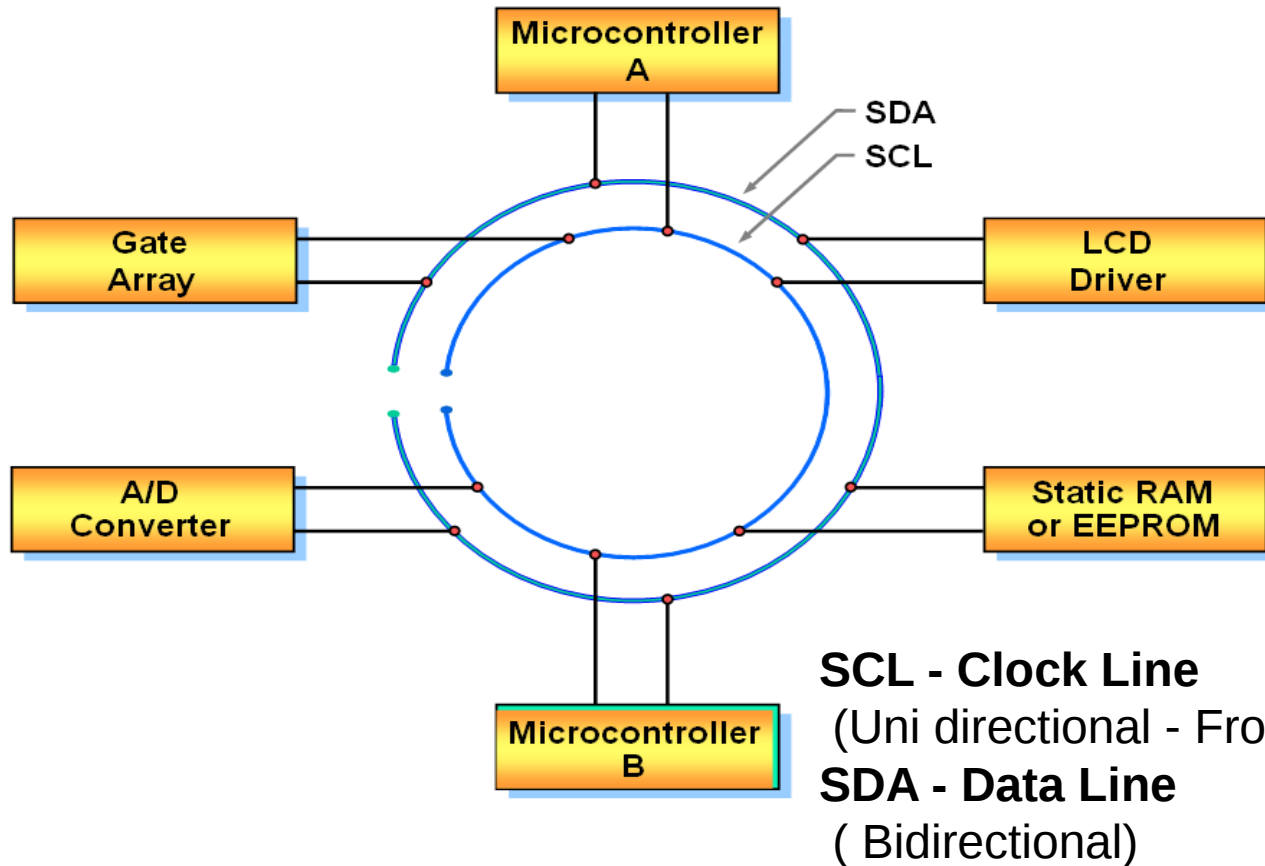 Microcontroller
A
SDA
SCL
Gate
Array
LCD
Driver
A/D
Converter
Static RAM
or EEPROM
Microcontroller
B
SCL - Clock Line
(Uni directional - Fro
SDA - Data Line
( Bidirectional)